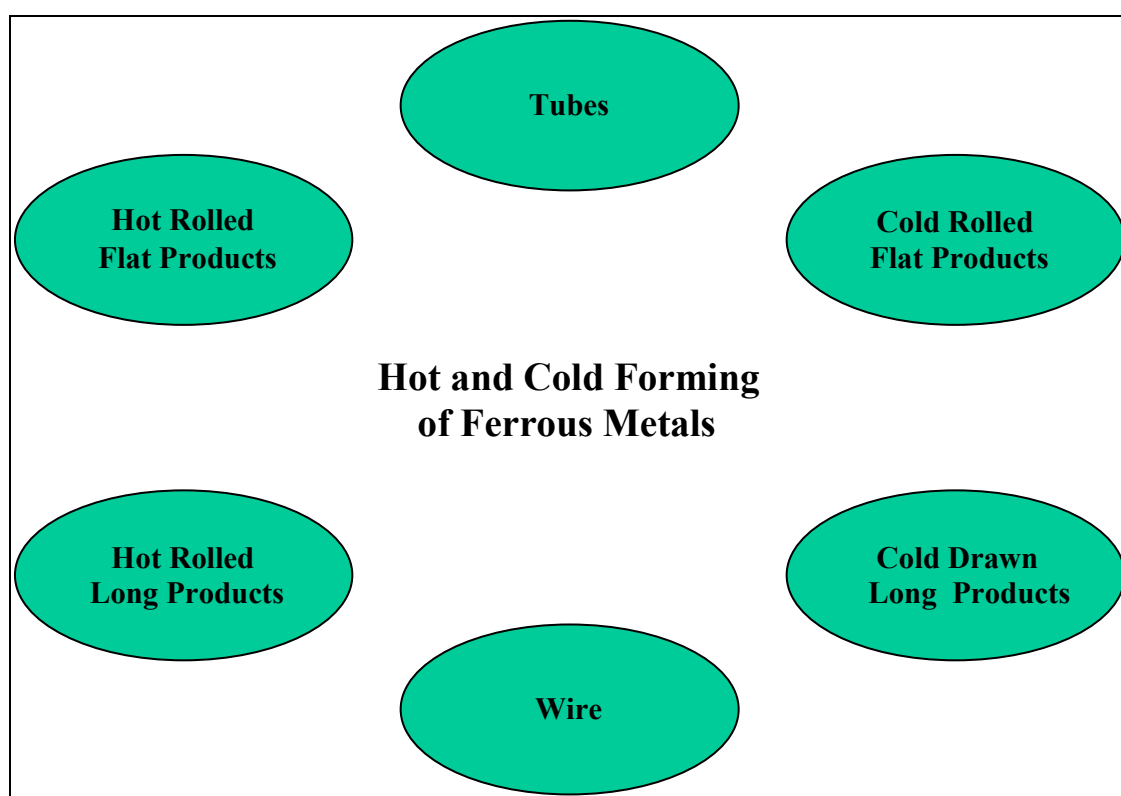 Tubes
Hot Rolled
Flat Products
Cold Rolled
Flat Products
Hot and Cold Forming
of Ferrous Metals
Hot Rolled
Long Products
Cold Drawn
Long Products
Wire